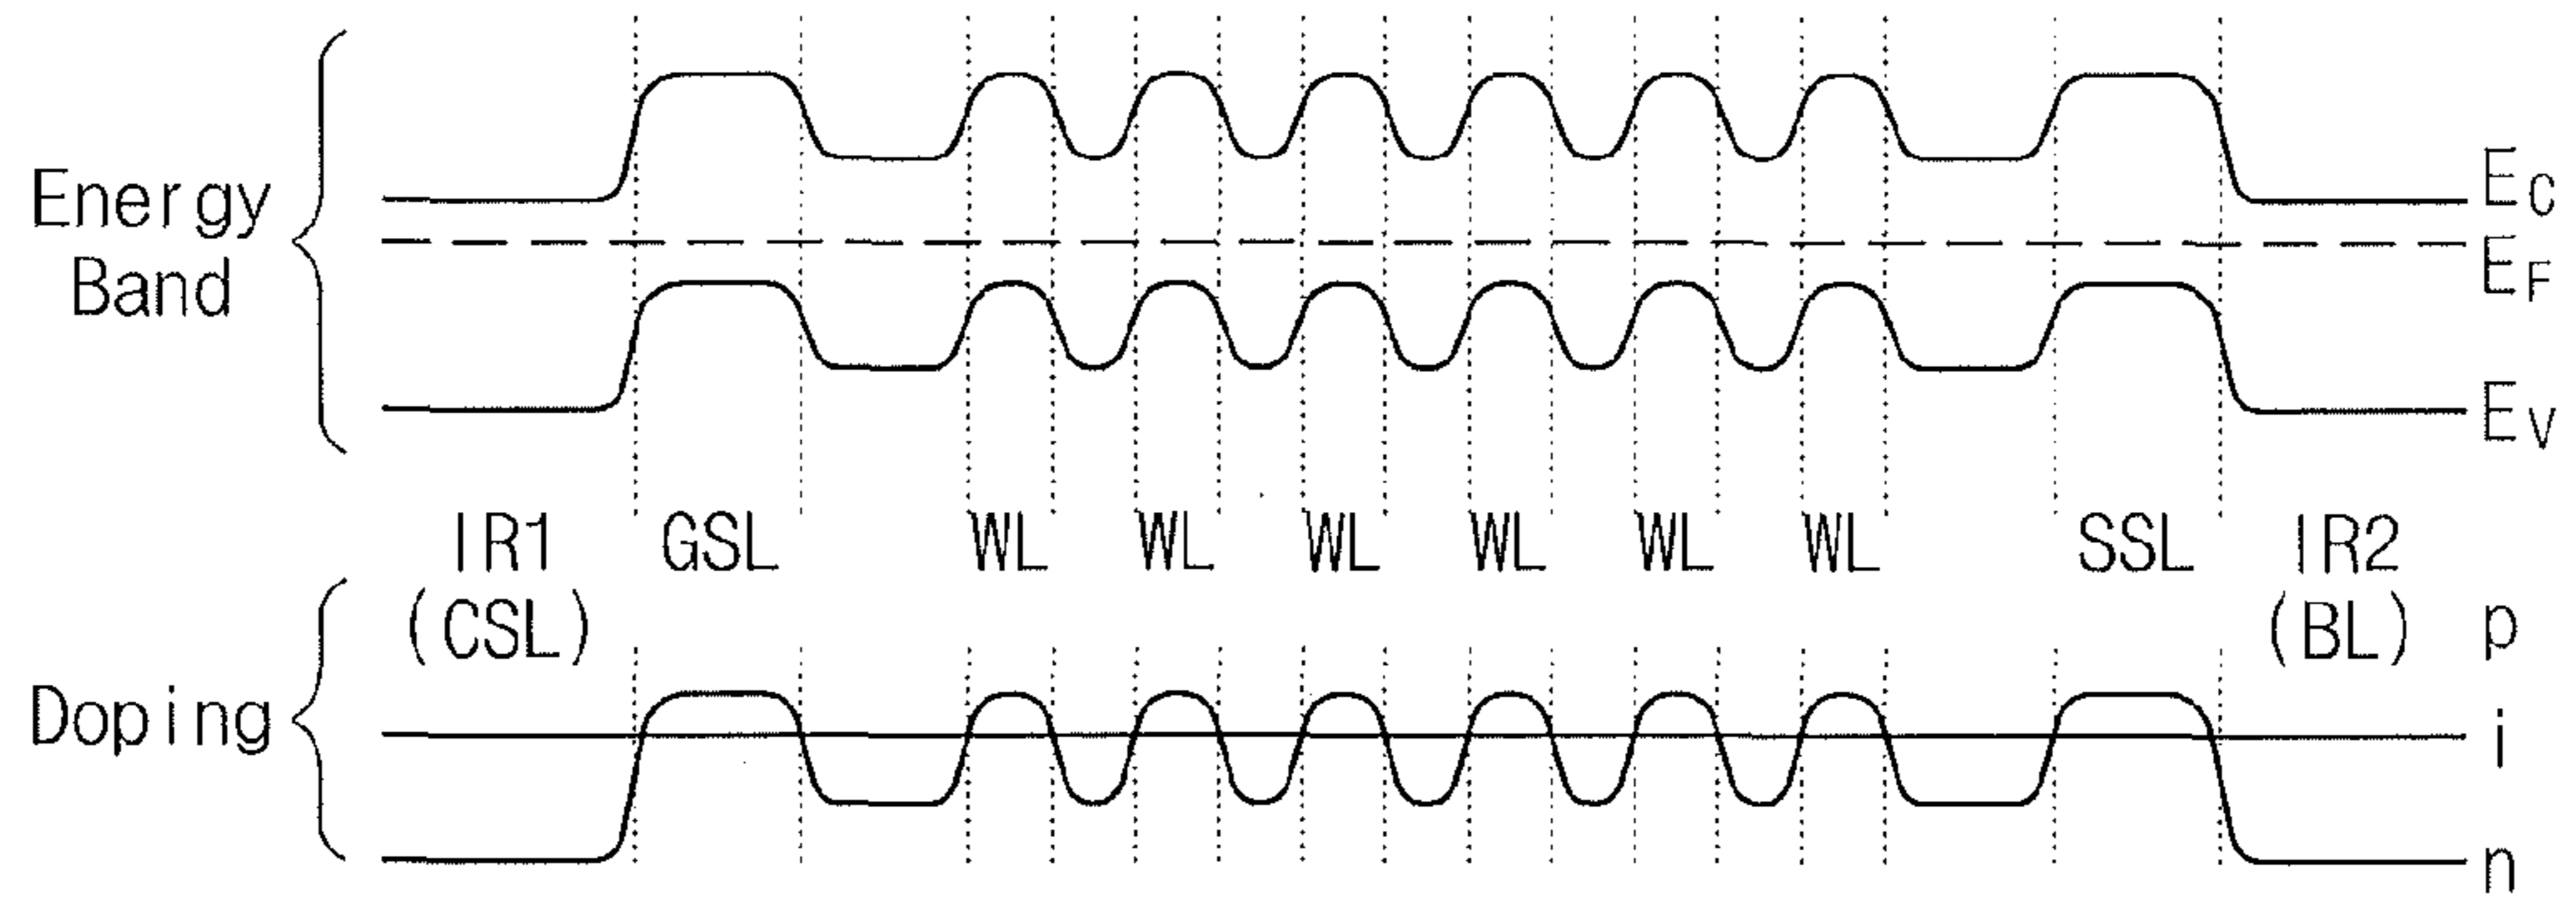 Energy
Band
EC
EF
EV
IR1
(CSL)
GSL
WL
WL
WL
WL
WL
WL
SSL
IR2
(BL)
Doping
p
i
n